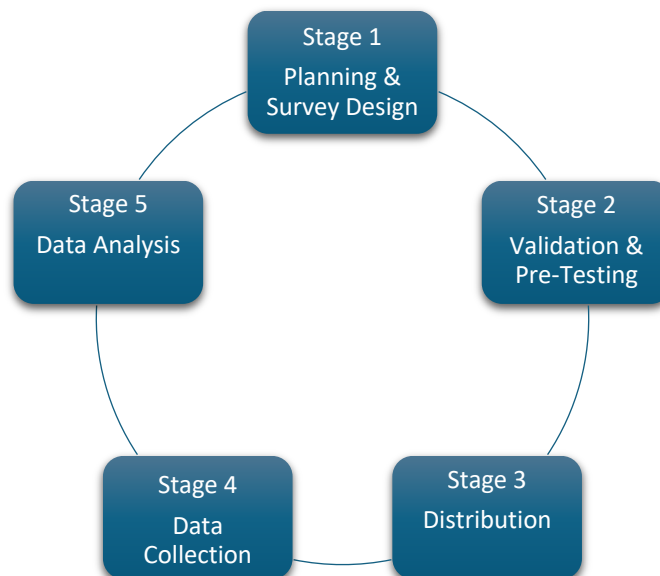 Stage 1
Planning &
Survey Design
Stage 2
Validation &
Pre-Testing
Stage 3
Distribution
Stage 4
Data
Collection
Stage 5
Data Analysis